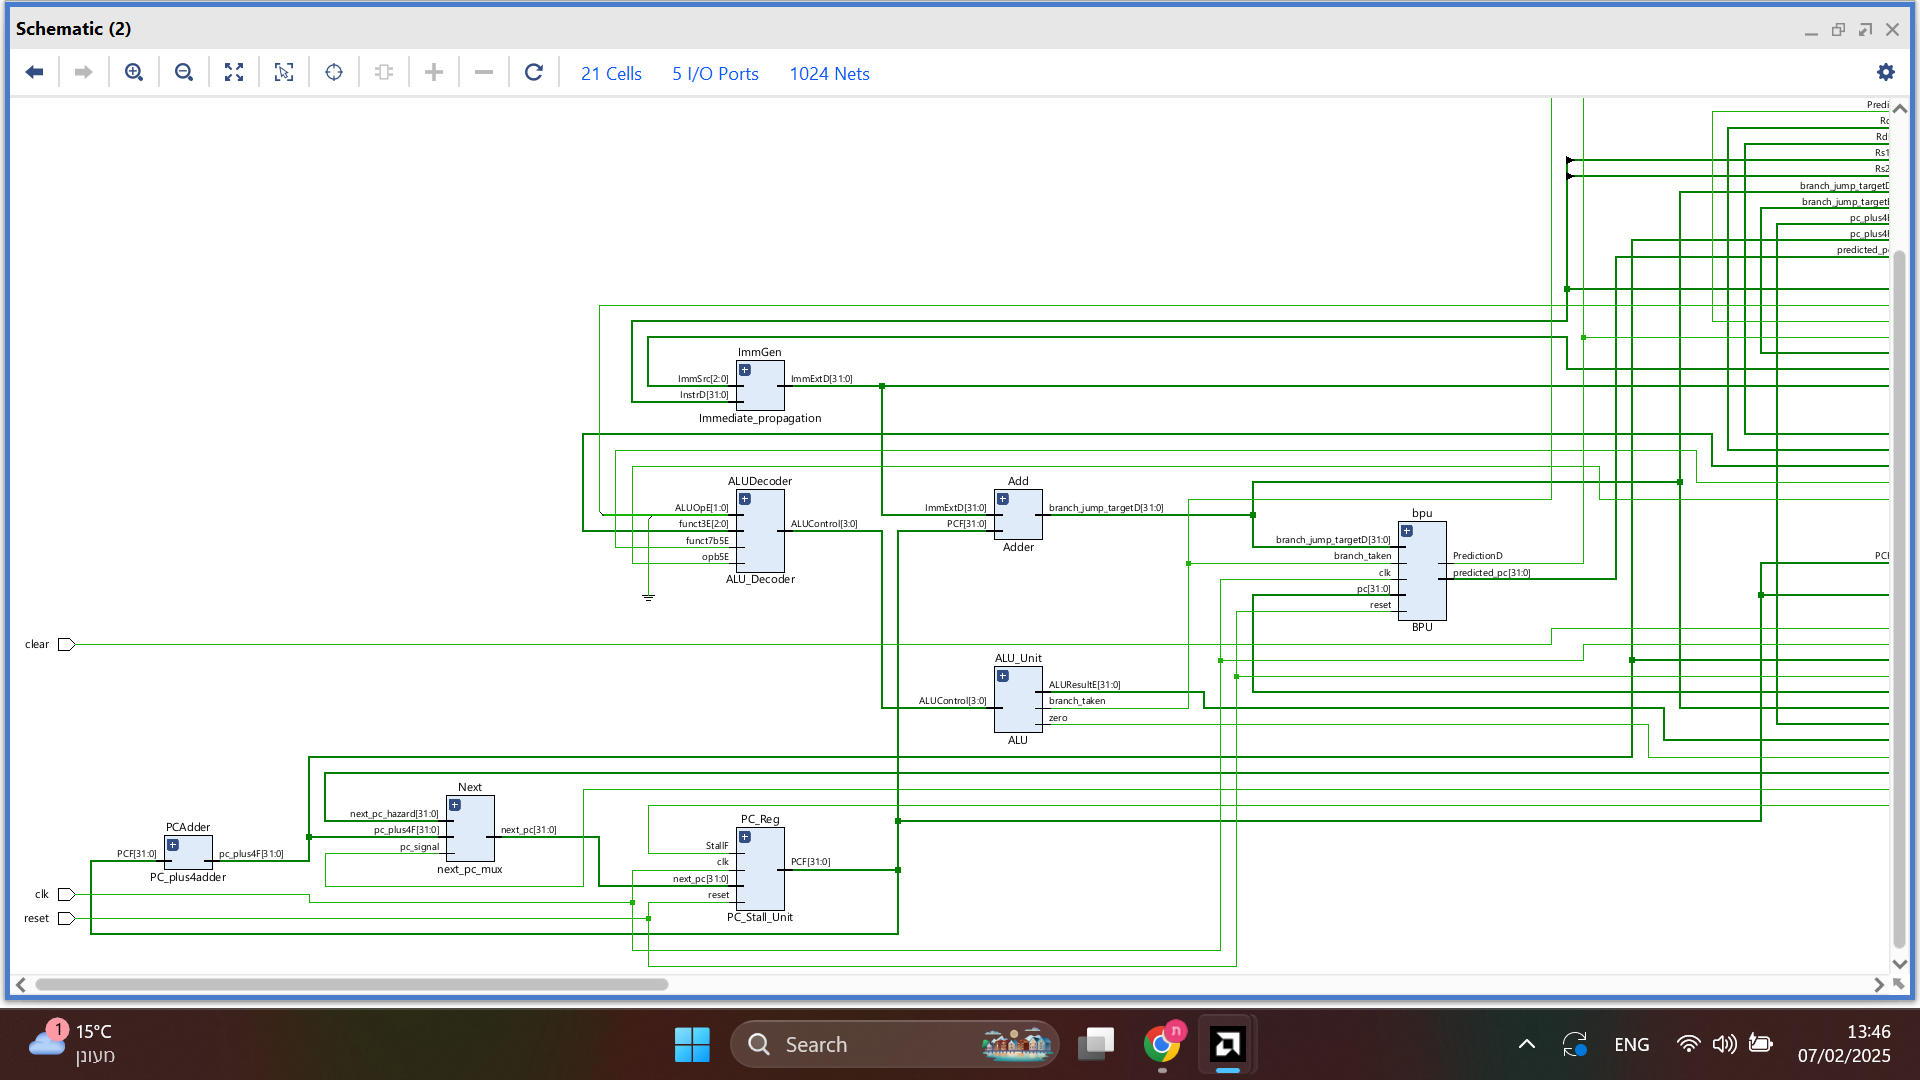 Schematic (2)
21 Cells 5 I/O Ports 1024 Nets
Predi
Rc
Rd
Rs1
Rs2
branch_jump_targetD
branch_jump_target
pc_plus4
pc_plus4
predicted_p
ImmGen
ImmSrc[2:0] ImmExtD[31:0]
InstrD[31:0]
Immediate_propagation
ALUDecoder
ALUOpE[1:0]
funct3E[2:0] ALUControl[3:0]
funct7b5E
opb5E
ALU_Decoder
Add
ImmExtD[31:0] branch_jump_targetD[31:0]
PCF[31:0]
Adder
bpu
branch_jump_targetD[31:0]
branch_taken PredictionD
clk predicted_pc[31:0]
pc[31:0]
reset
BPU
PCI
clear
ALU_Unit
ALUResultE[31:0]
ALUControl[3:0] branch_taken
zero
ALU
Next
next_pc_hazard[31:0]
pc_plus4F[31:0] next_pc[31:0]
pc_signal
next_pc_mux
PCAdder
PCF[31:0] pc_plus4F[31:0]
PC_plus4adder
PC_Reg
StallF
clk PCF[31:0]
next_pc[31:0]
reset
PC_Stall_Unit
clk
reset
1
15°C
מעונן
Search
ENG
13:46
07/02/2025